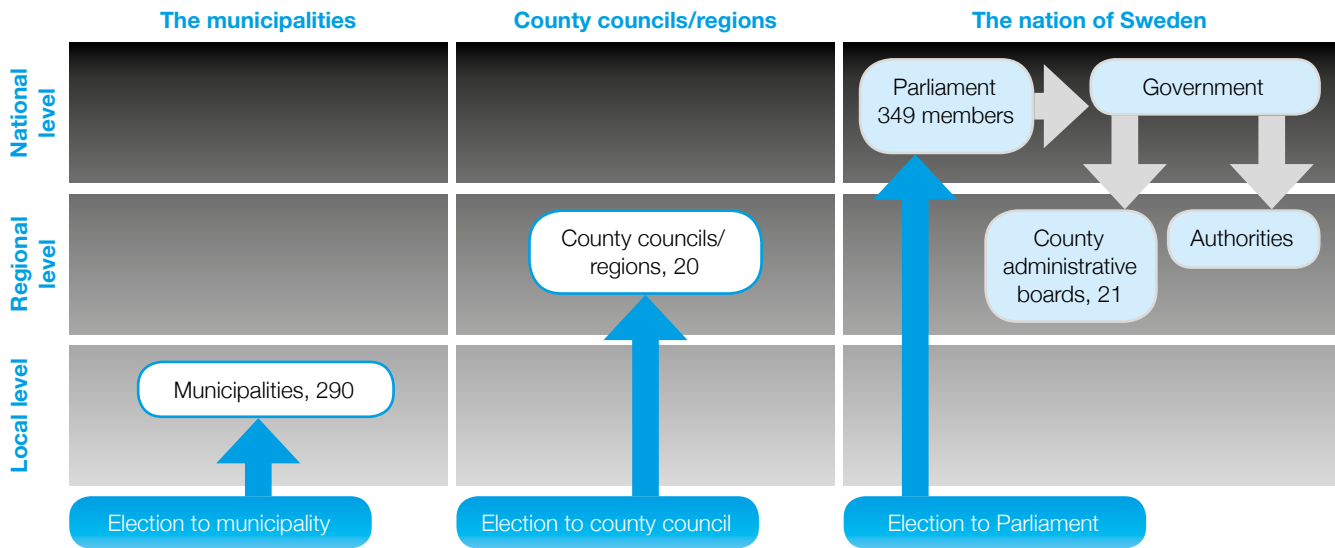 The municipalities
County councils/regions
The nation of Sweden
National
level
Parliament
349 members
Government
Regional
level
County councils/
regions, 20
County
administrative
boards, 21
Authorities
Local level
Municipalities, 290
Election to municipality
Election to county council
Election to Parliament